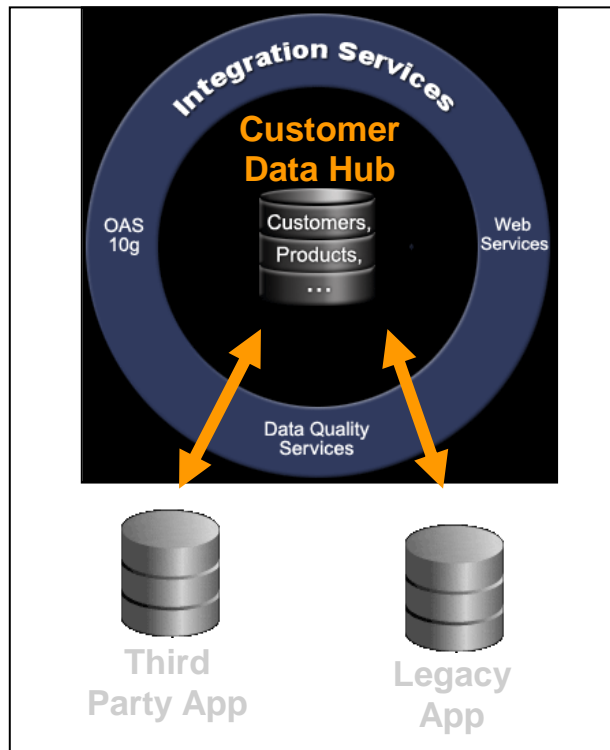 Integration Services
Customer
Data Hub
Customers,
Products,
...
OAS
10g
Web
Services
Data Quality
Services
Third
Party App
Legacy
App